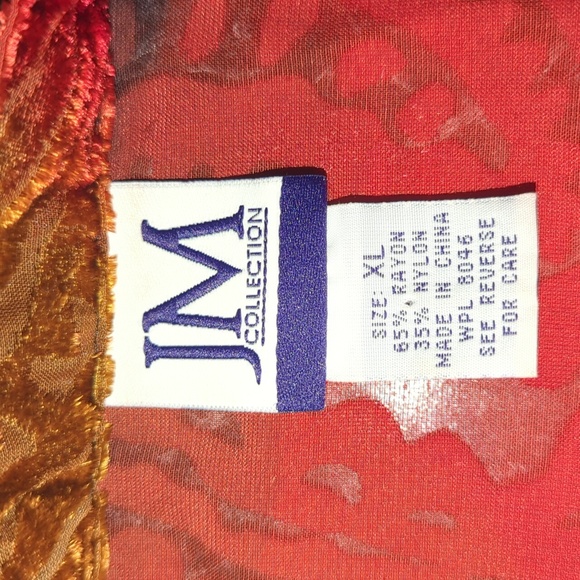 JM
COLLECTION
SIZE: XL
65% RAYON
35% NYLON
MADE IN CHINA
WPL 8046
SEE REVERSE
FOR CARE